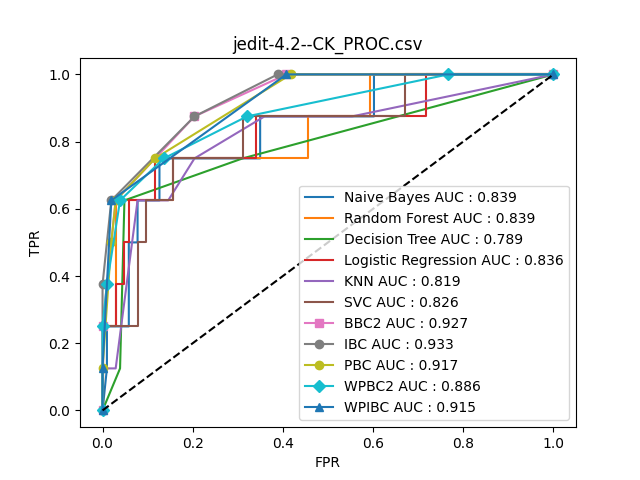 jedit-4.2--CK_PROC.csv
1.0
0.8
0.6
0.4
0.2
0.0
TPR
Naive Bayes AUC : 0.839
Random Forest AUC : 0.839
Decision Tree AUC : 0.789
Logistic Regression AUC : 0.836
KNN AUC : 0.819
SVC AUC : 0.826
BBC2 AUC : 0.927
IBC AUC : 0.933
PBC AUC : 0.917
WPBC2 AUC : 0.886
WPIBC AUC : 0.915
0.0 0.2 0.4 0.6 0.8 1.0
FPR